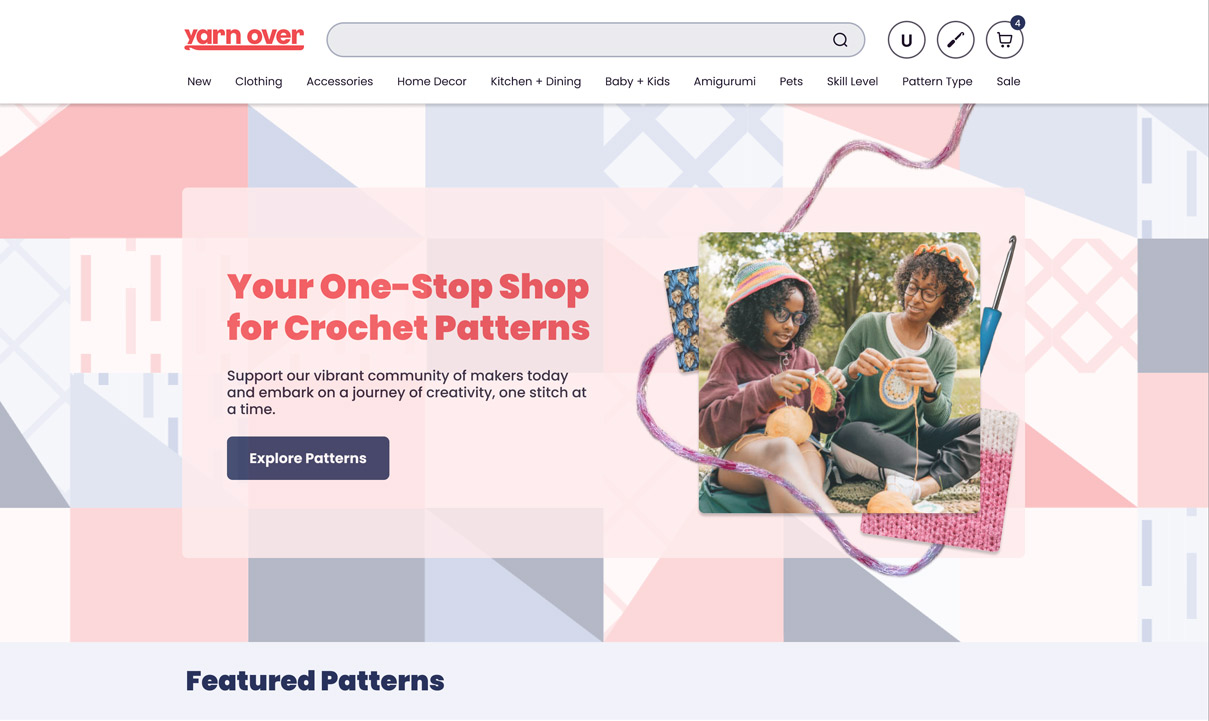 yarn over
U
4
New Clothing Accessories Home Decor Kitchen + Dining Baby + Kids Amigurumi Pets Skill Level Pattern Type Sale
Your One-Stop Shop
for Crochet Patterns
Support our vibrant community of makers today
and embark on a journey of creativity, one stitch at
a time.
Explore Patterns
Featured Patterns